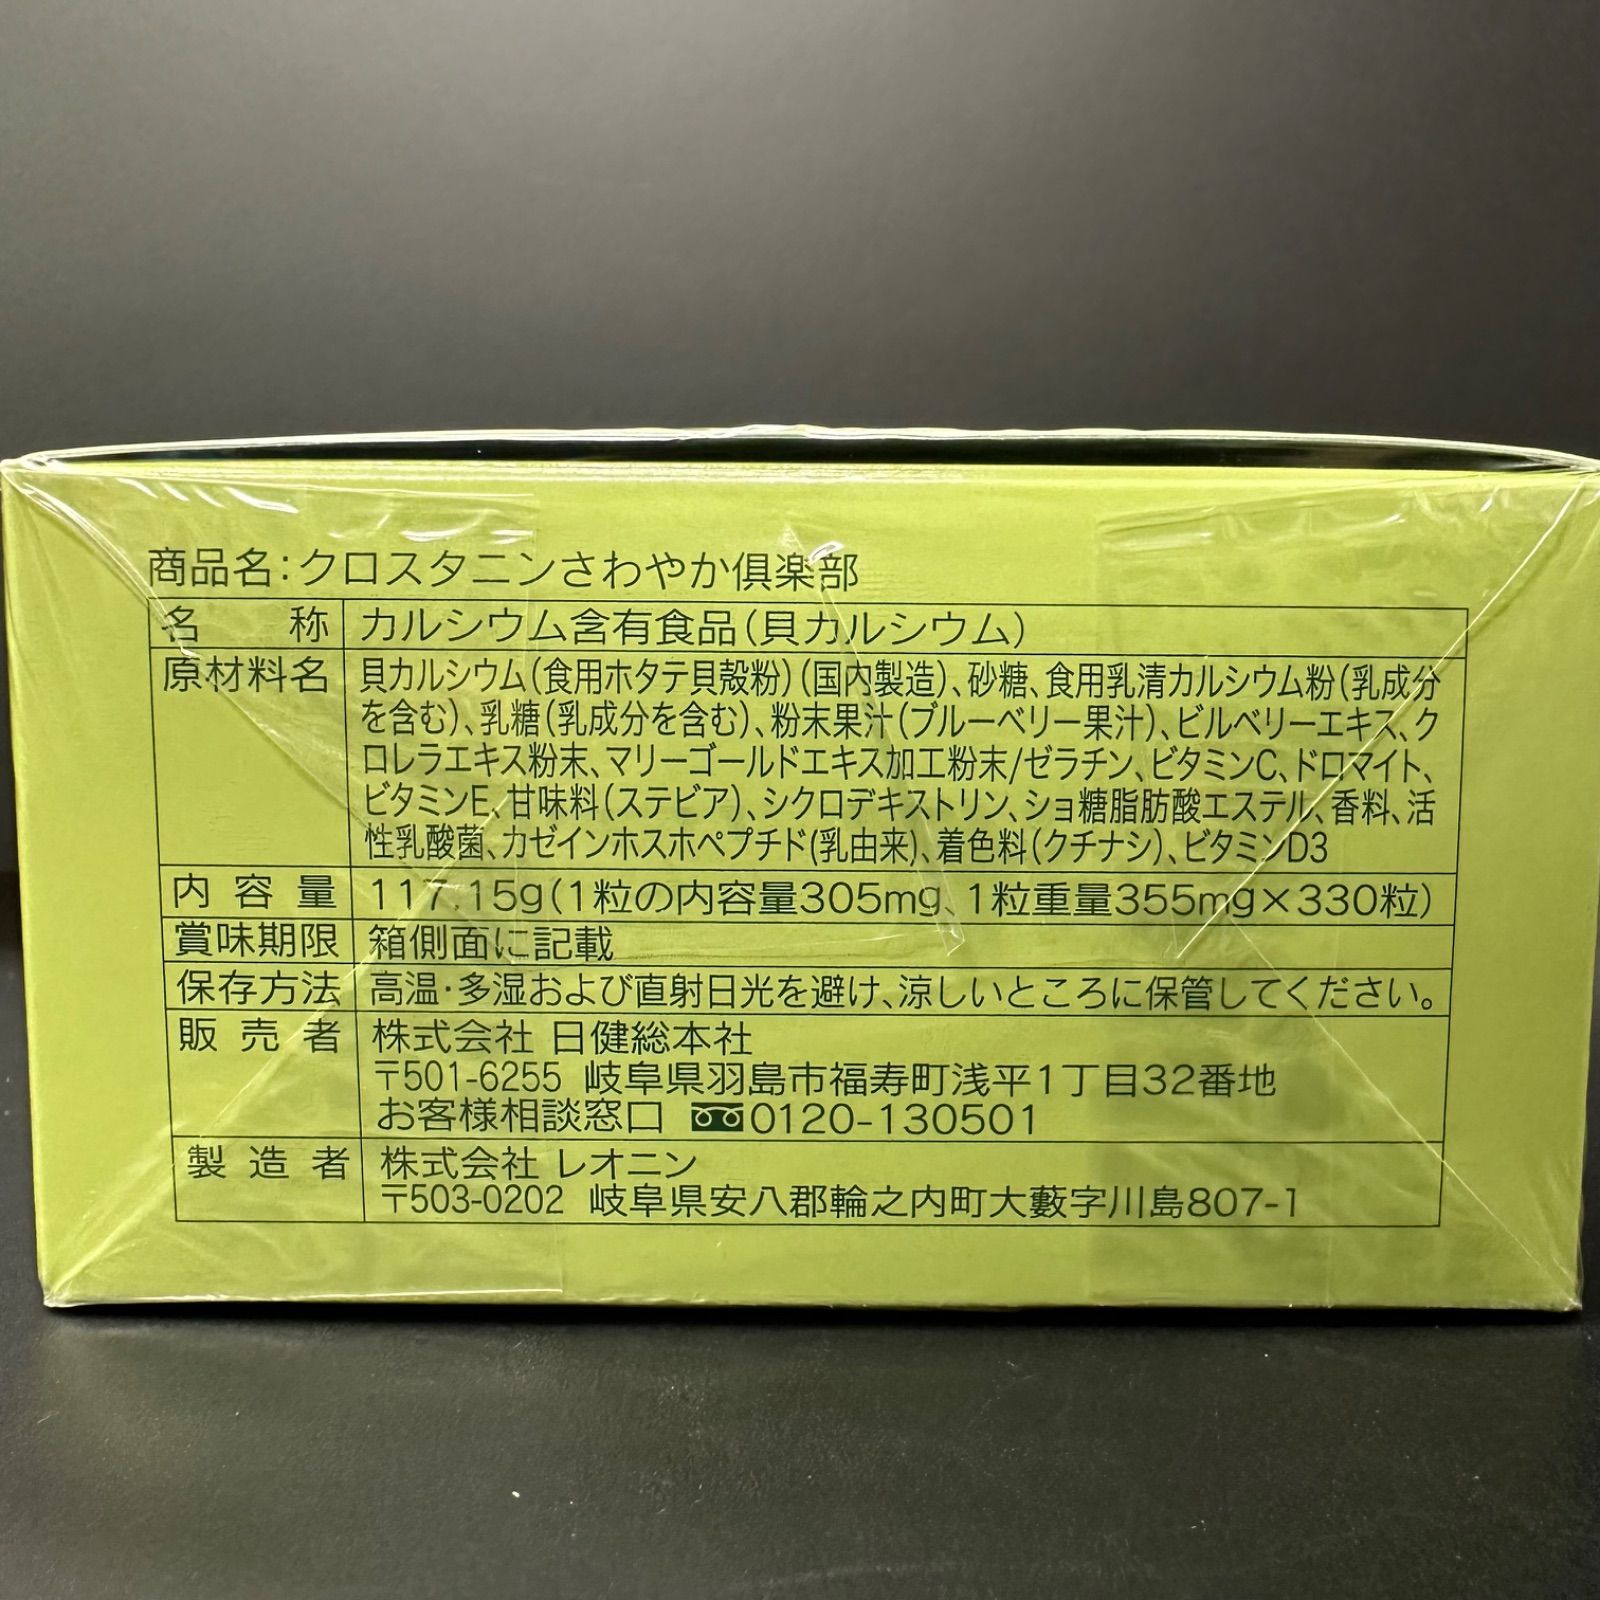 商品名：クロスタニンさわやか倶楽部
名称 カルシウム含有食品（貝カルシウム）
原材料名 貝カルシウム（食用ホタテ貝殻粉）（国内製造）、砂糖、食用乳清カルシウム粉（乳成分
を含む）、乳糖（乳成分を含む）、粉末果汁（ブルーベリー果汁）、ビルベリーエキス、ク
ロレラエキス粉末、マリーゴールドエキス加工粉末/ゼラチン、ビタミンC、ドロマイト、
ビタミンE、甘味料（ステビア）、シクロデキストリン、ショ糖脂肪酸エステル、香料、活
性乳酸菌、カゼインホスホペプチド(乳由来)、着色料（クチナシ）、ビタミンD3
内容量 117.15g（1粒の内容量305mg、1粒重量355mg×330粒）
賞味期限 箱側面に記載
保存方法 高温・多湿および直射日光を避け、涼しいところに保管してください。
販売者 株式会社 日健総本社
〒501-6255 岐阜県羽島市福寿町浅平1丁目32番地
お客様相談窓口 0120-130501
製造者 株式会社 レオニン
〒503-0202 岐阜県安八郡輪之内町大藪字川島807-1